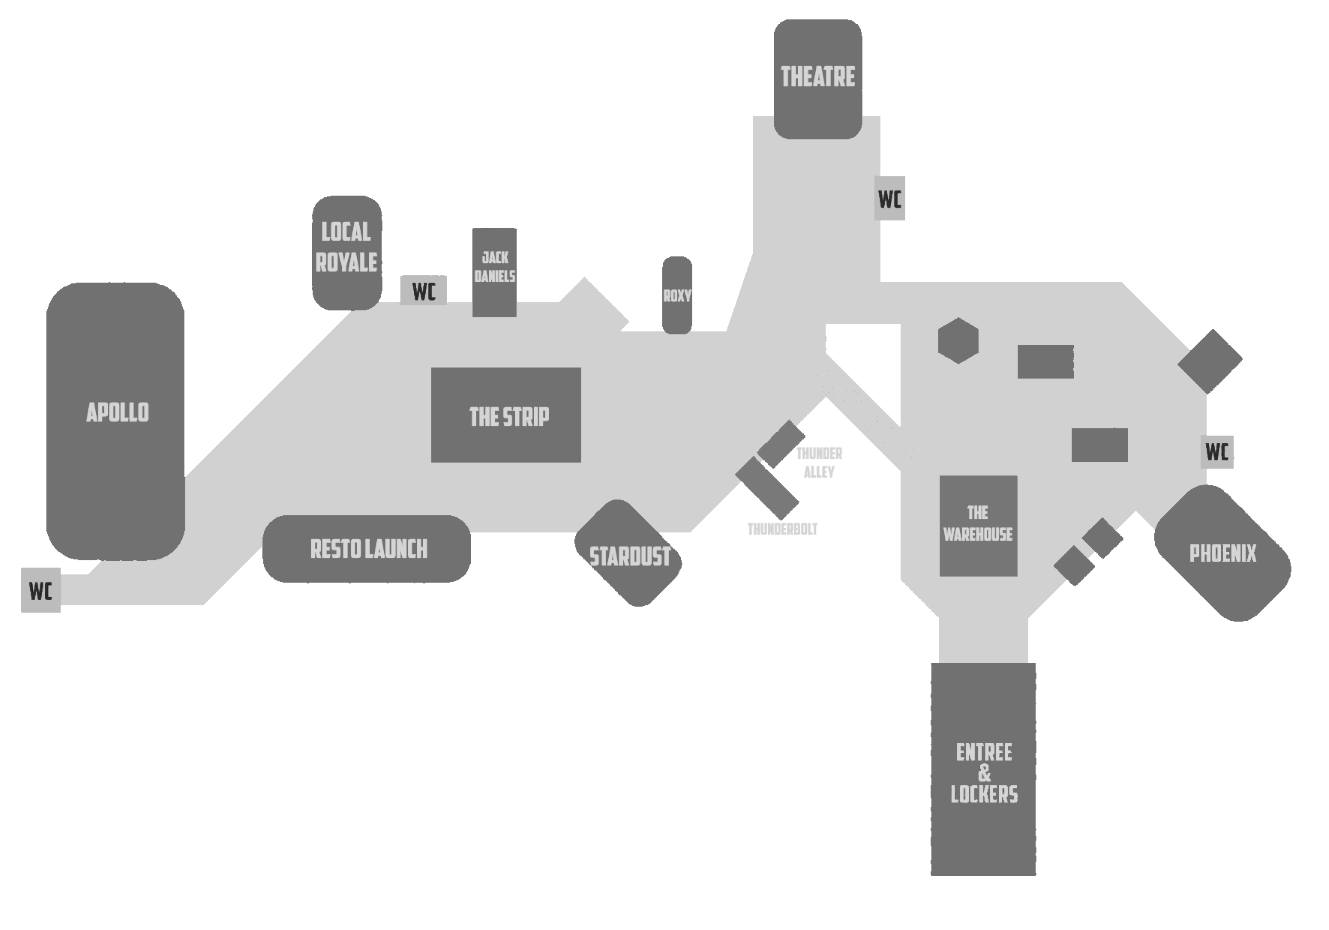 THEATRE
WC
LOCAL
ROYALE
JACK
DANIELS
WC
ROXY
APOLLO
THE STRIP
THUNDER
ALLEY
WC
THUNDERBOLT
THE
WAREHOUSE
RESTO LAUNCH
STARDUST
PHOENIX
WC
ENTREE
&
LOCKERS